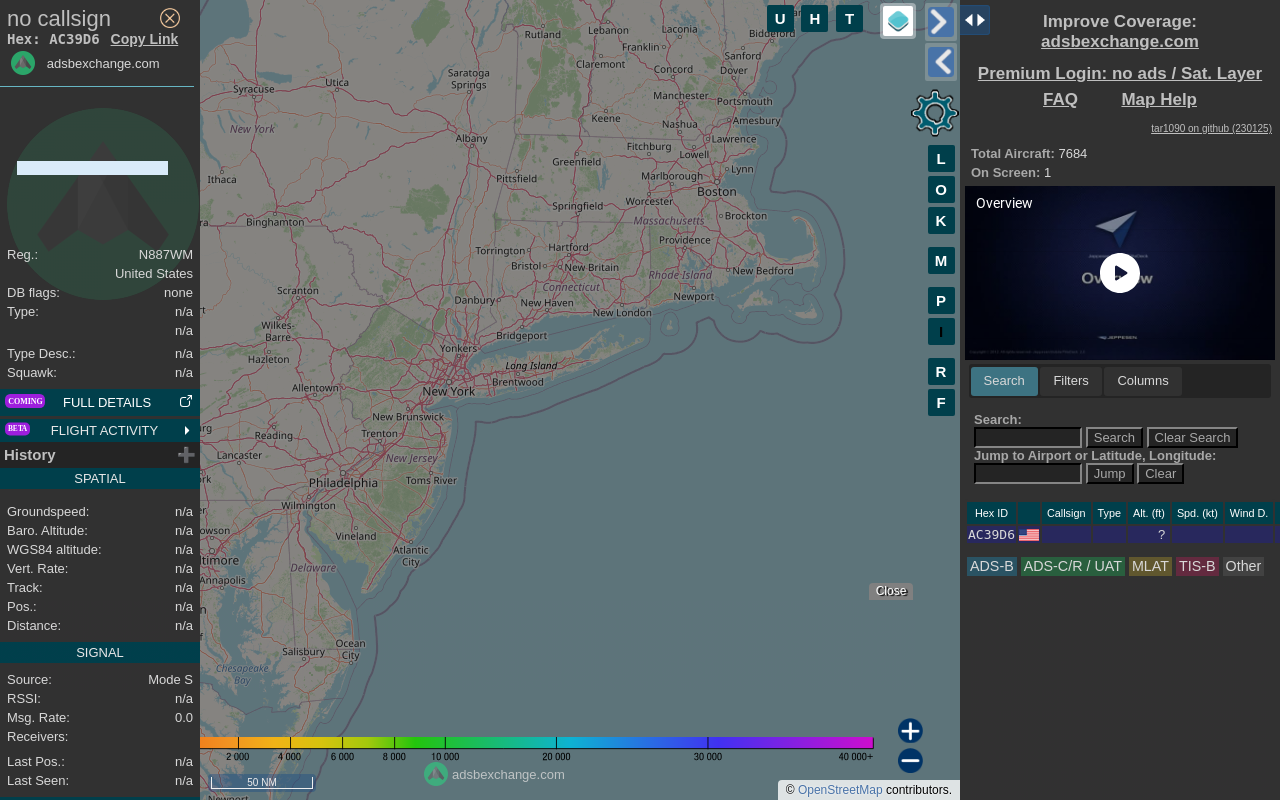 no callsign
Hex: AC39D6 Copy Link
adsbexchange.com
Reg.: N887WM
United States
DB flags: none
Type: n/a
n/a
Type Desc.: n/a
Squawk: n/a
COMING FULL DETAILS
BETA FLIGHT ACTIVITY
History
SPATIAL
Groundspeed: n/a
Baro. Altitude: n/a
WGS84 altitude: n/a
Vert. Rate: n/a
Track: n/a
Pos.: n/a
Distance: n/a
SIGNAL
Source: Mode S
RSSI: n/a
Msg. Rate: 0.0
Receivers:
Last Pos.: n/a
Last Seen: n/a
U H T
L
O
K
M
P
I
R
F
Rutland
Lebanon
Laconia
Biddeford
Franklin
Sanford
Claremont
Concord
Dover
Saratoga
Springs
Utica
Syracuse
Manchester
Portsmouth
Keene
Amesbury
Nashua
New York
Albany
Lawrence
Fitchburg
Lowell
Greenfield
Lynn
Ithaca
Pittsfield
Marlborough
Boston
Worcester
Springfield
Binghamton
Massachusetts
Brockton
Providence
Torrington
Hartford
Bristol
New Britain
Rhode Island
New Bedford
Connecticut
Scranton
Danbury
New Haven
Newport
New London
Wilkes-
Barre
Bridgeport
Hazleton
Yonkers
Long Island
Brentwood
Allentown
New York
New Brunswick
Reading
Trenton
Lancaster
New Jersey
Philadelphia
Toms River
Wilmington
Vineland
Atlantic
City
Annapolis
Delaware
Ocean
City
Salisbury
Chesapeake
Bay
Newport
Close
2 000 4 000 6 000 8 000 10 000 20 000 30 000 40 000+
50 NM
adsbexchange.com
© OpenStreetMap contributors.
Improve Coverage:
adsbexchange.com
Premium Login: no ads / Sat. Layer
FAQ Map Help
tar1090 on github (230125)
Total Aircraft: 7684
On Screen: 1
Overview
JEPPESEN
Search Filters Columns
Search:
Search Clear Search
Jump to Airport or Latitude, Longitude:
Jump Clear
Hex ID Callsign Type Alt. (ft) Spd. (kt) Wind D.
AC39D6 ?
ADS-B ADS-C/R / UAT MLAT TIS-B Other